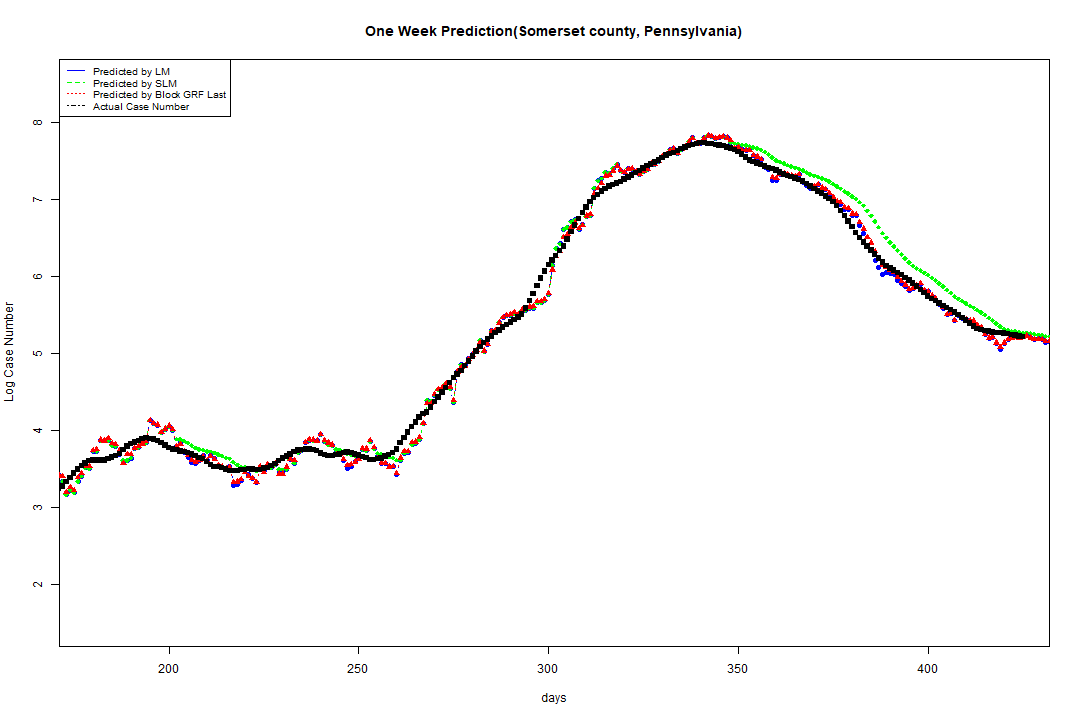 One Week Prediction(Somerset county, Pennsylvania)
Predicted by LM
Predicted by SLM
Predicted by Block GRF Last
Actual Case Number
8
7
6
5
4
3
2
Log Case Number
200 250 300 350 400
days